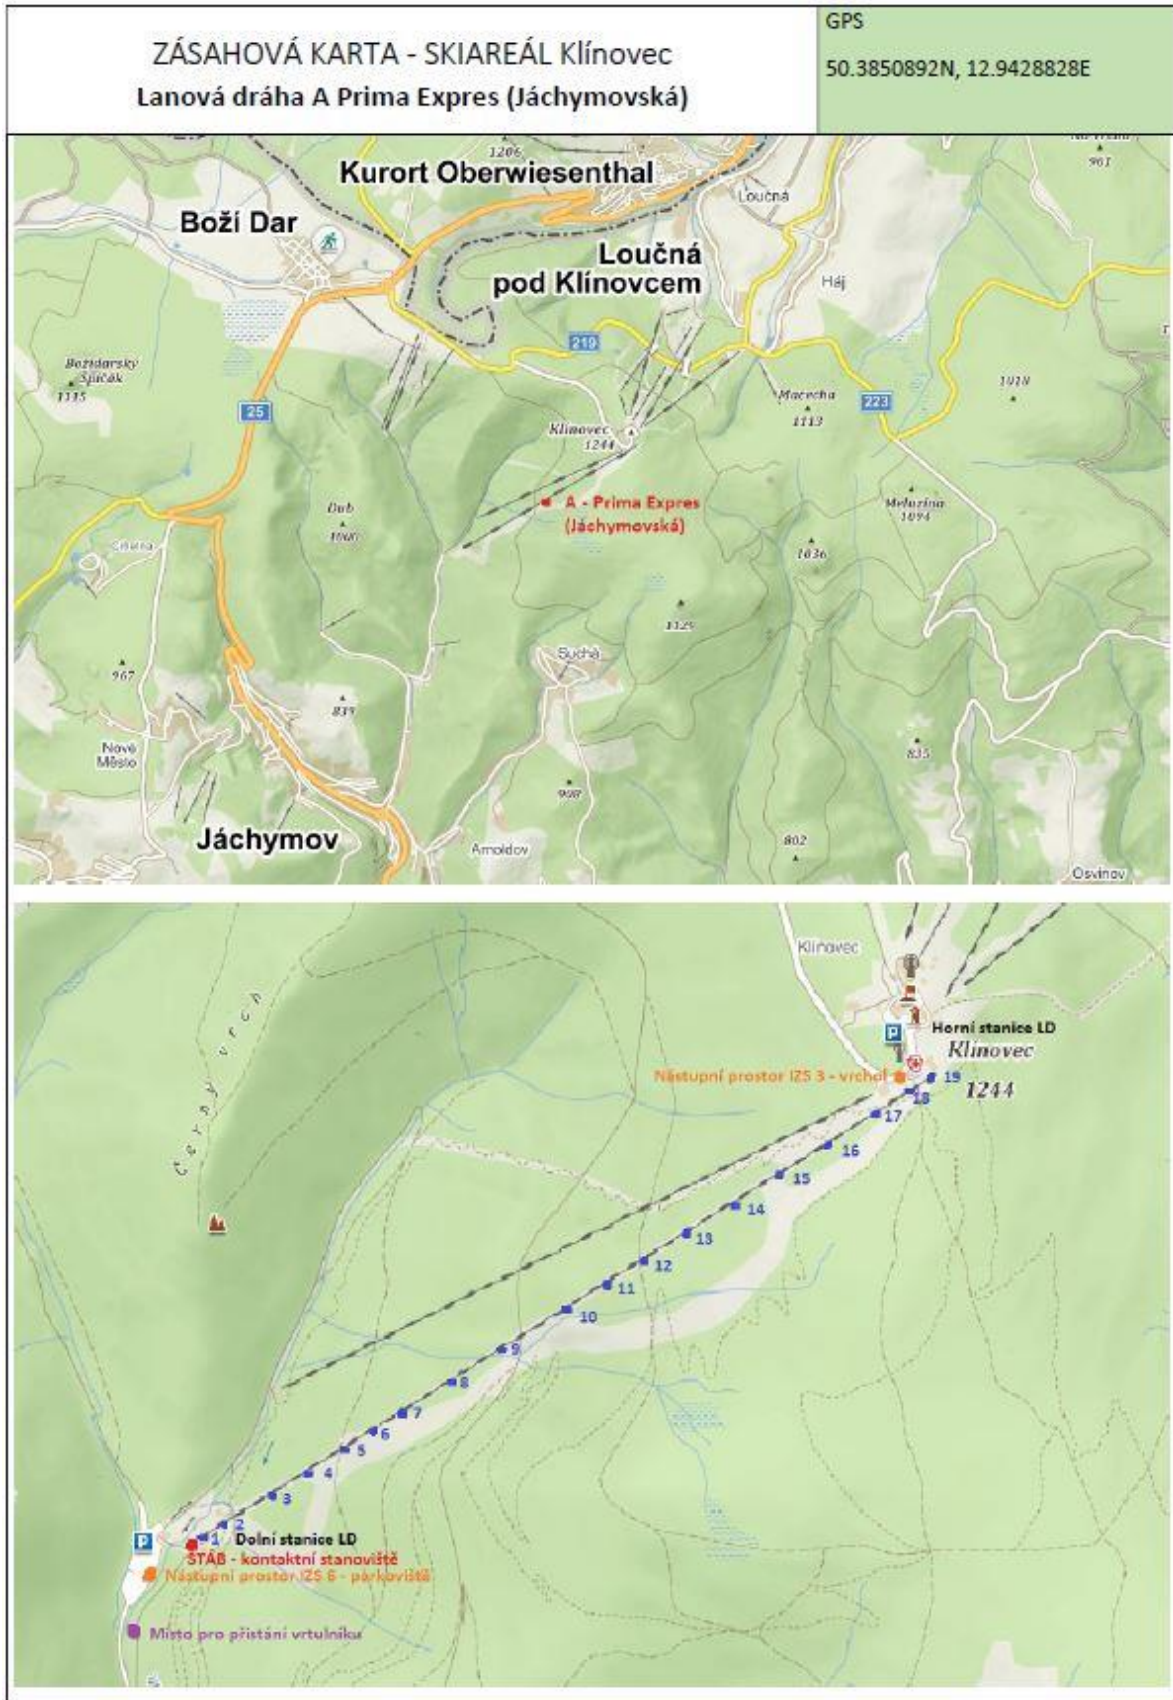 ZÁSAHOVÁ KARTA - SKIAREÁL Klínovec
Lanová dráha A Prima Expres (Jáchymovská)
GPS
50.3850892N, 12.9428828E
1206
Kurort Oberwiesenthal
961
Loučná
Boží Dar
Loučná
pod Klínovcem
Háj
219
Božídarský
Špičák
1115
1018
25
Macecha
1113
223
Klínovec
1244
A - Prima Expres
(Jáchymovská)
Meluzína
1094
Dub
1036
1129
Suchá
967
839
Nové
Město
835
908
Jáchymov
Arnoldov
802
Osvinov
Klínovec
Černý vrch
P
Horní stanice LD
Klínovec
1244
Nástupní prostor IZS 3 - vrchol
19
18
17
16
15
14
13
12
11
10
9
8
7
6
5
4
3
2
1
P
Dolní stanice LD
ŠTÁB - kontaktní stanoviště
Nástupní prostor IZS 6 - parkoviště
Místo pro přistání vrtulníku